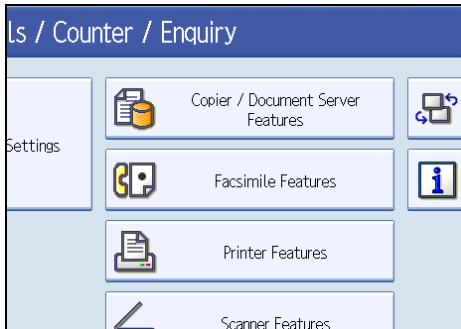 ls / Counter / Enquiry
Copier / Document Server
Features
Settings
Facsimile Features
Printer Features
Scanner Features